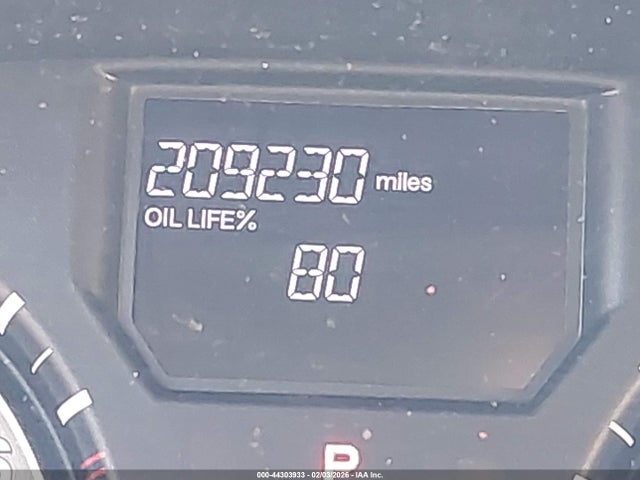 209230 miles
OIL LIFE%
80
P
000-44303933 - 02/03/2026 - IAA Inc.